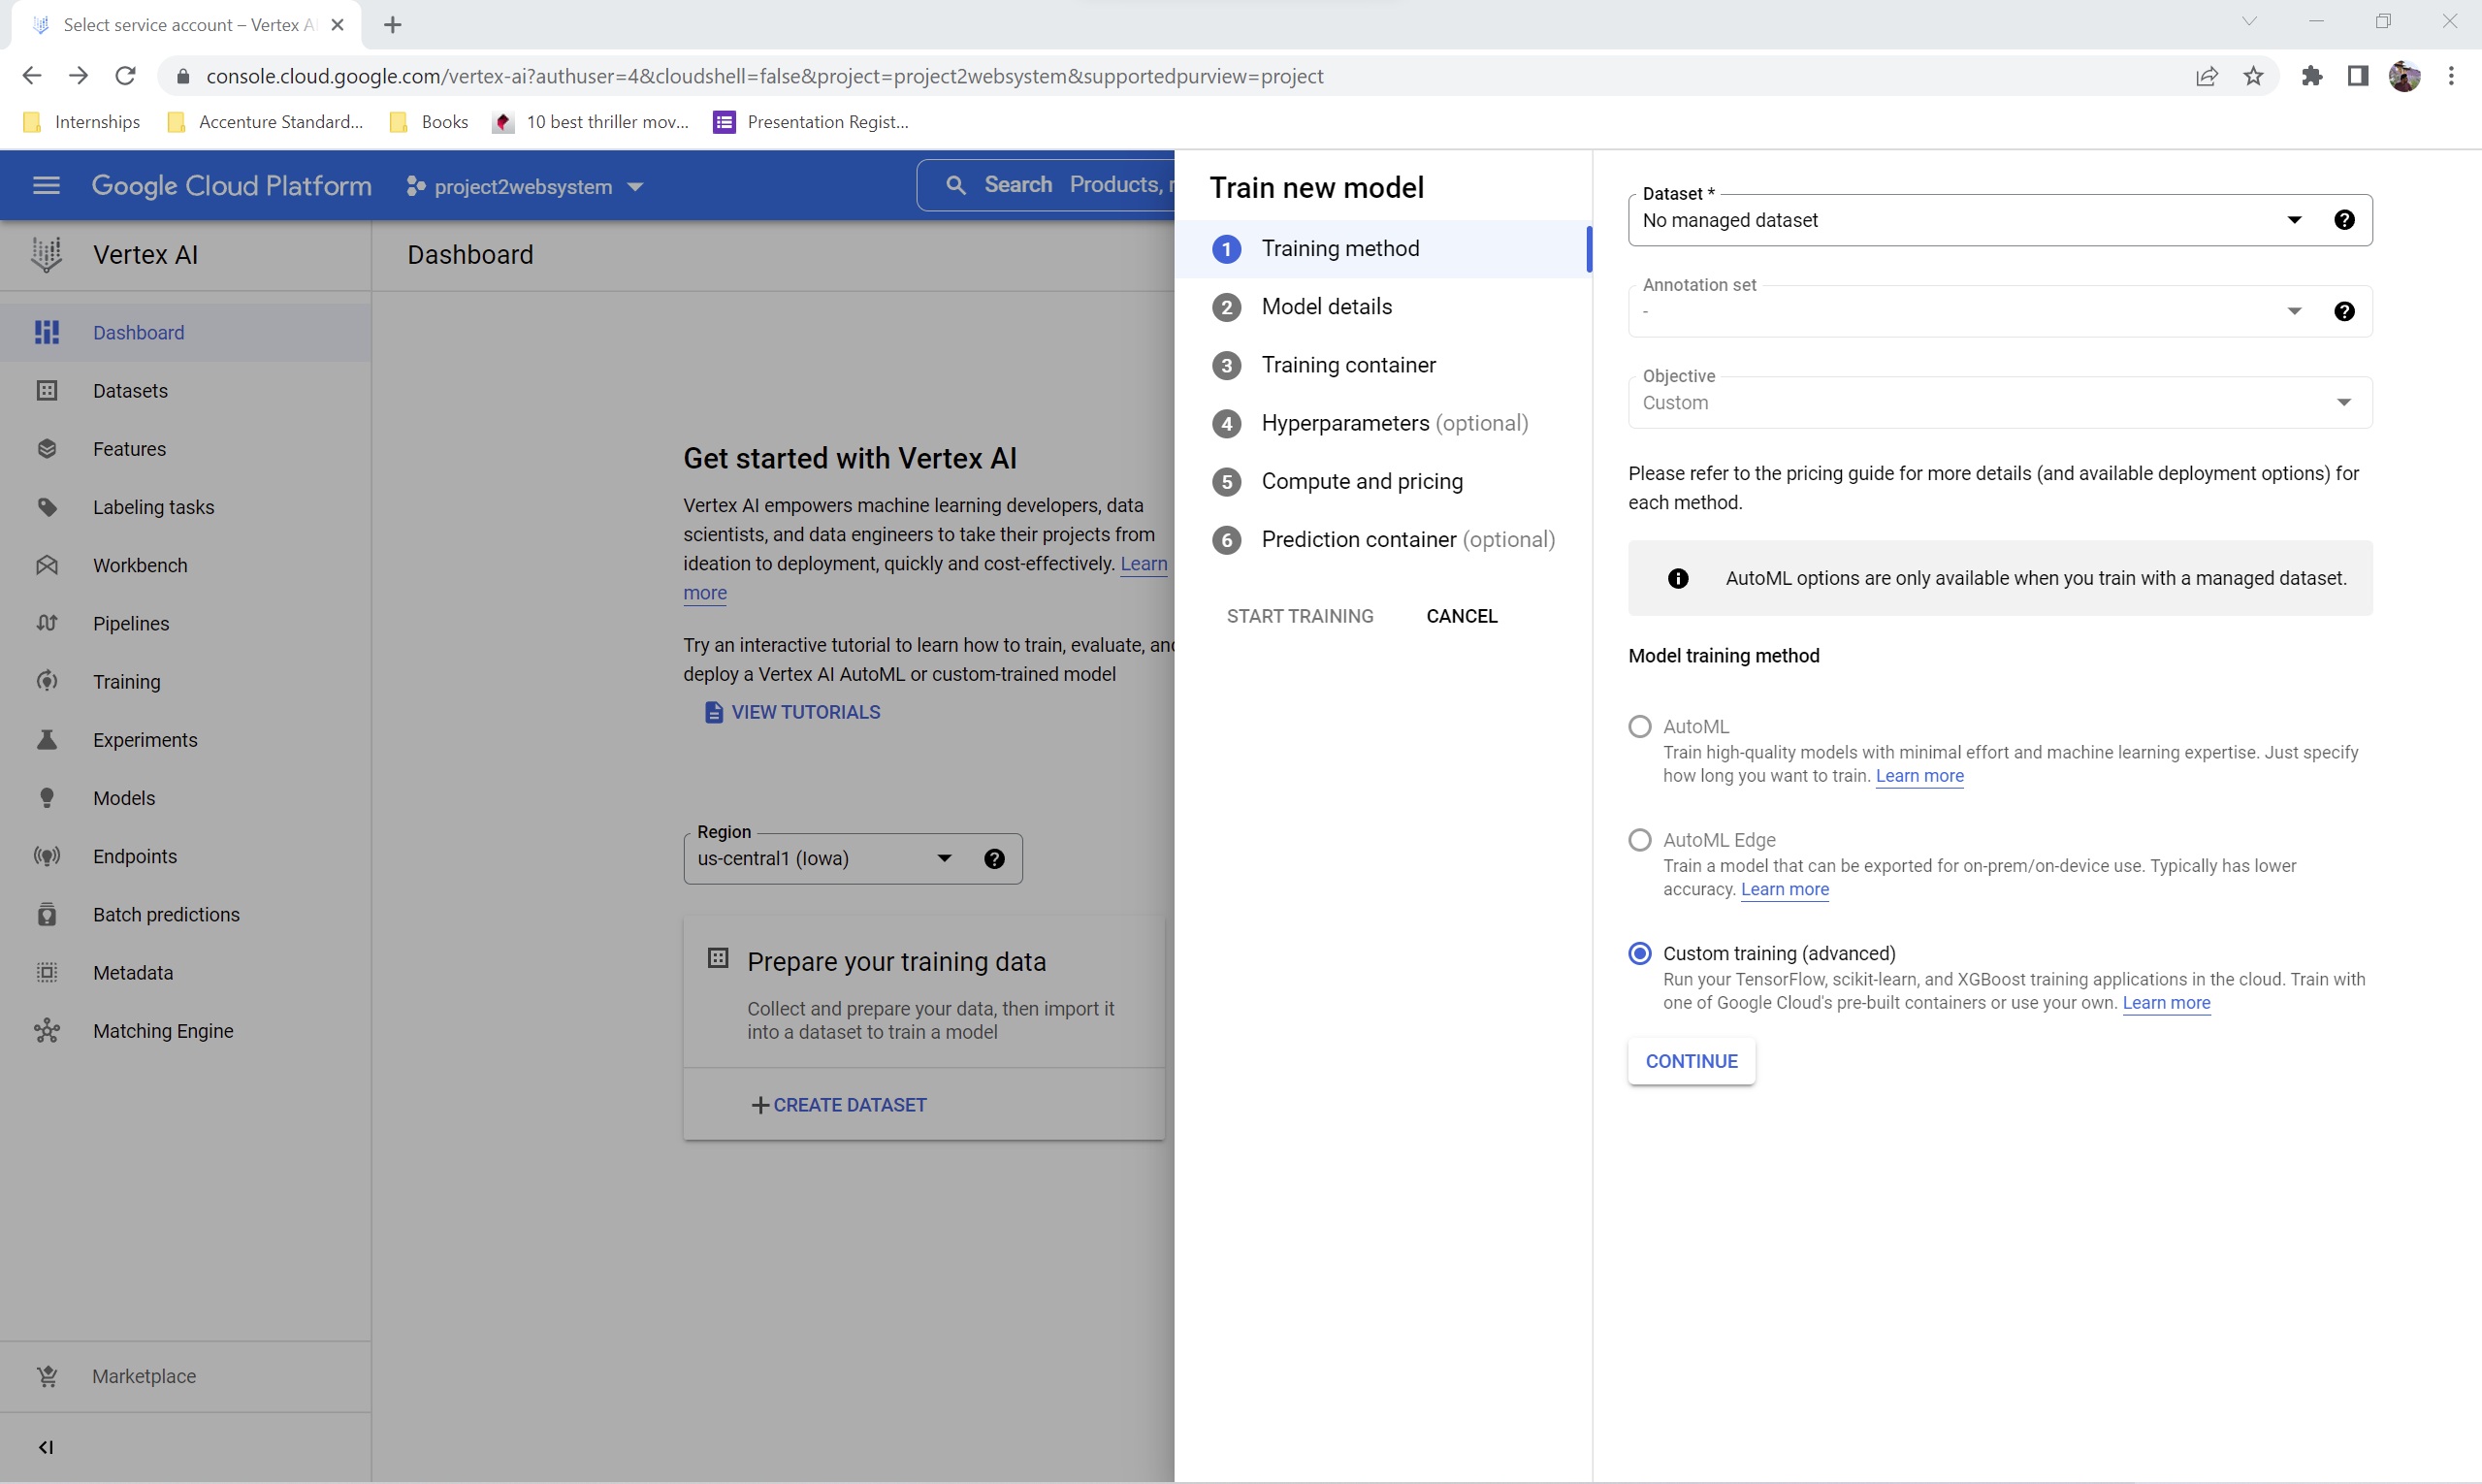 Select service account – Vertex AI
console.cloud.google.com/vertex-ai?authuser=4&cloudshell=false&project=project2websystem&supportedpurview=project
Internships
Accenture Standard...
Books
10 best thriller mov...
Presentation Regist...
Google Cloud Platform
project2websystem
Search Products,
Vertex AI
Dashboard
Datasets
Features
Labeling tasks
Workbench
Pipelines
Training
Experiments
Models
Endpoints
Batch predictions
Metadata
Matching Engine
Marketplace
Dashboard
Get started with Vertex AI
Vertex AI empowers machine learning developers, data
scientists, and data engineers to take their projects from
ideation to deployment, quickly and cost-effectively. Learn
more
Try an interactive tutorial to learn how to train, evaluate, and
deploy a Vertex AI AutoML or custom-trained model
VIEW TUTORIALS
Region
us-central1 (Iowa)
Prepare your training data
Collect and prepare your data, then import it
into a dataset to train a model
CREATE DATASET
Train new model
1 Training method
2 Model details
3 Training container
4 Hyperparameters (optional)
5 Compute and pricing
6 Prediction container (optional)
START TRAINING CANCEL
Dataset *
No managed dataset
Annotation set
-
Objective
Custom
Please refer to the pricing guide for more details (and available deployment options) for
each method.
AutoML options are only available when you train with a managed dataset.
Model training method
AutoML
Train high-quality models with minimal effort and machine learning expertise. Just specify
how long you want to train. Learn more
AutoML Edge
Train a model that can be exported for on-prem/on-device use. Typically has lower
accuracy. Learn more
Custom training (advanced)
Run your TensorFlow, scikit-learn, and XGBoost training applications in the cloud. Train with
one of Google Cloud's pre-built containers or use your own. Learn more
CONTINUE